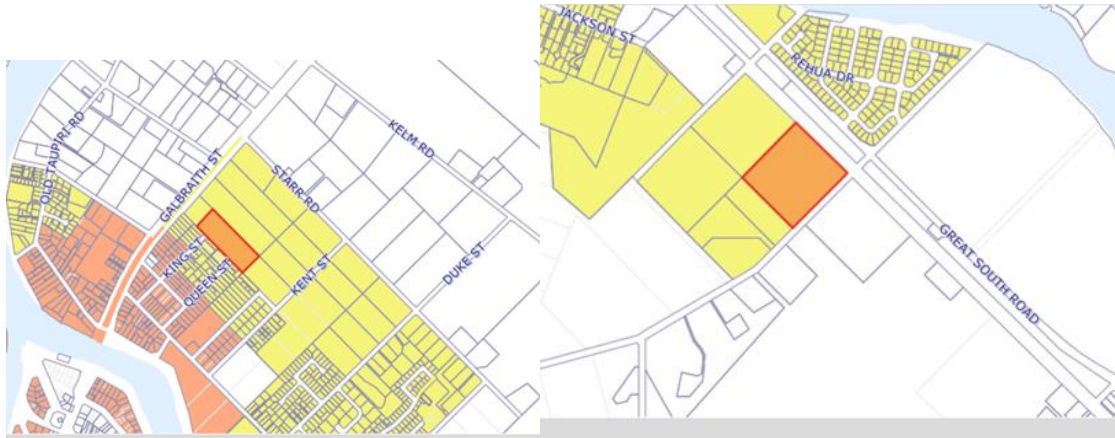 OLD TAUPIRI RD
GALBRAITH ST
KELM RD
STARR RD
KING ST
QUEEN ST
KENT ST
DUKE ST
JACKSON ST
REHUA DR
GREAT SOUTH ROAD